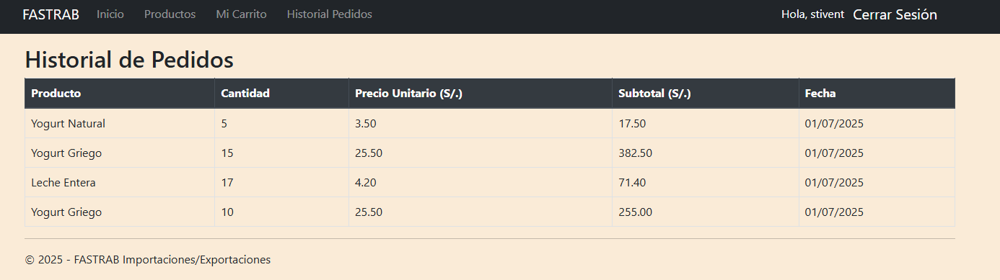 FASTRAB Inicio Productos Mi Carrito Historial Pedidos Hola, stivent Cerrar Sesión
Historial de Pedidos
Producto Cantidad Precio Unitario (S/.) Subtotal (S/.) Fecha
Yogurt Natural 5 3.50 17.50 01/07/2025
Yogurt Griego 15 25.50 382.50 01/07/2025
Leche Entera 17 4.20 71.40 01/07/2025
Yogurt Griego 10 25.50 255.00 01/07/2025
© 2025 - FASTRAB Importaciones/Exportaciones